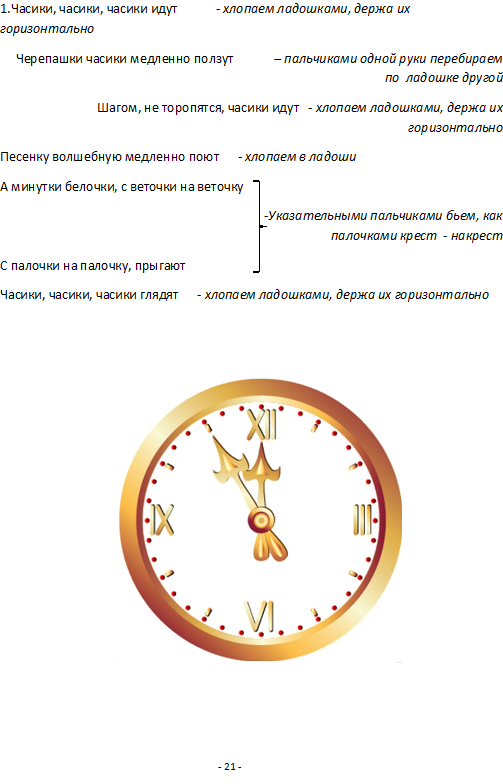 1.Часики, часики, часики идут - хлопаем ладошками, держа их
горизонтально
Черепашки часики медленно ползут – пальчиками одной руки перебираем
по ладошке другой
Шагом, не торопятся, часики идут - хлопаем ладошками, держа их
горизонтально
Песенку волшебную медленно поют - хлопаем в ладоши
А минутки белочки, с веточки на веточку
-Указательными пальчиками бьем, как
палочками крест - накрест
С палочки на палочку, прыгают
Часики, часики, часики глядят - хлопаем ладошками, держа их горизонтально
XII
IX
III
VI
- 21 -